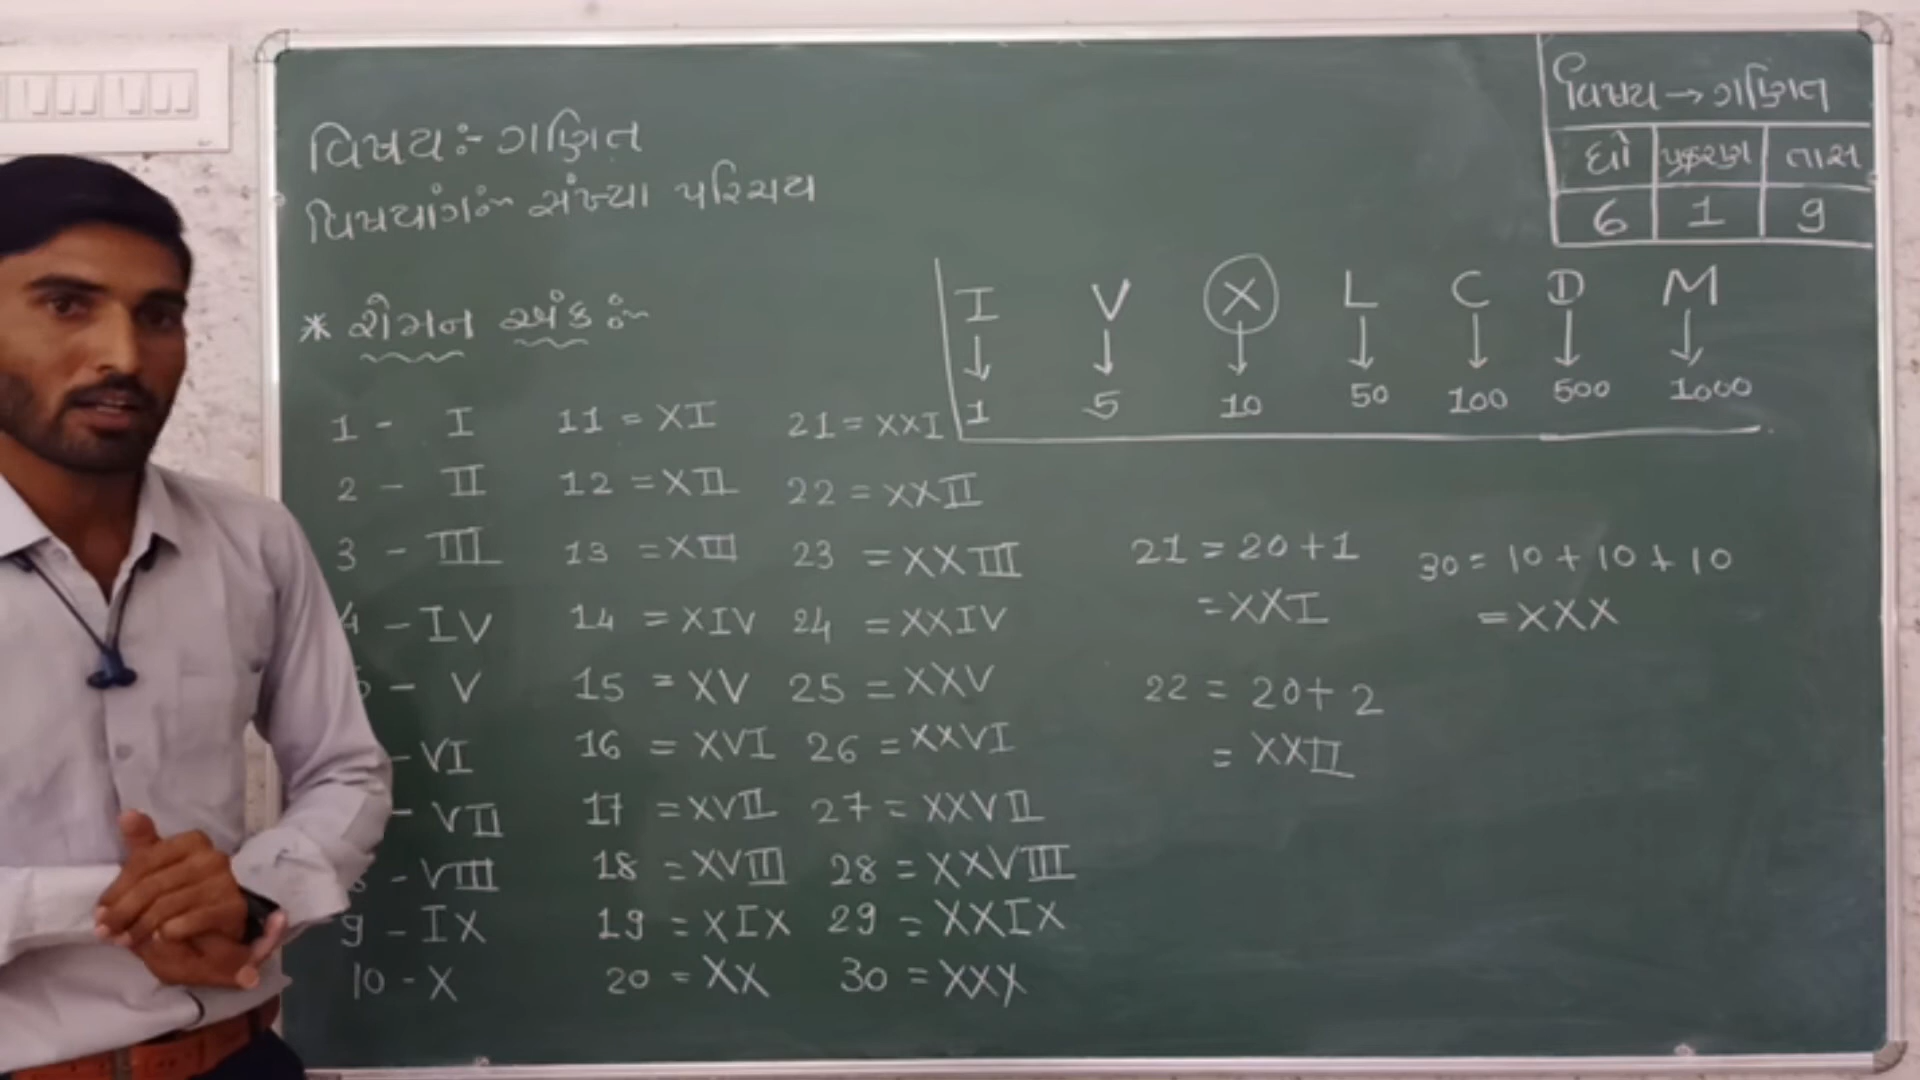 વિષય:- ગણિત
વિષયાંગ:- સંખ્યા પરિચય
* રોમન અંક :-
વિષય → ગણિત
ધો પ્રકરણ તાસ
6 1 9
I V X L C D M
↓ ↓ ↓ ↓ ↓ ↓ ↓
1 5 10 50 100 500 1000
1 - I 11 = XI 21 = XXI
2 - II 12 = XII 22 = XXII
3 - III 13 = XIII 23 = XXIII
4 - IV 14 = XIV 24 = XXIV
- V 15 = XV 25 = XXV
- VI 16 = XVI 26 = XXVI
- VII 17 = XVII 27 = XXVII
8 - VIII 18 = XVIII 28 = XXVIII
9 - IX 19 = XIX 29 = XXIX
10 - X 20 = XX 30 = XXX
21 = 20 + 1
= XXI
22 = 20 + 2
= XXII
30 = 10 + 10 + 10
= XXX